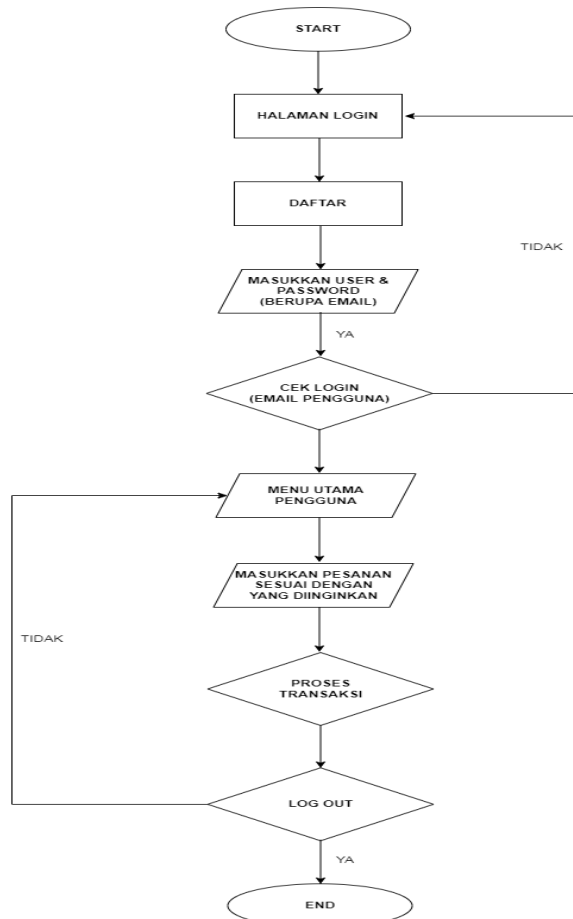 START
HALAMAN LOGIN
DAFTAR
TIDAK
MASUKKAN USER &
PASSWORD
(BERUPA EMAIL)
YA
CEK LOGIN
(EMAIL PENGGUNA)
MENU UTAMA
PENGGUNA
MASUKKAN PESANAN
SESUAI DENGAN
YANG DIINGINKAN
TIDAK
PROSES
TRANSAKSI
LOG OUT
YA
END